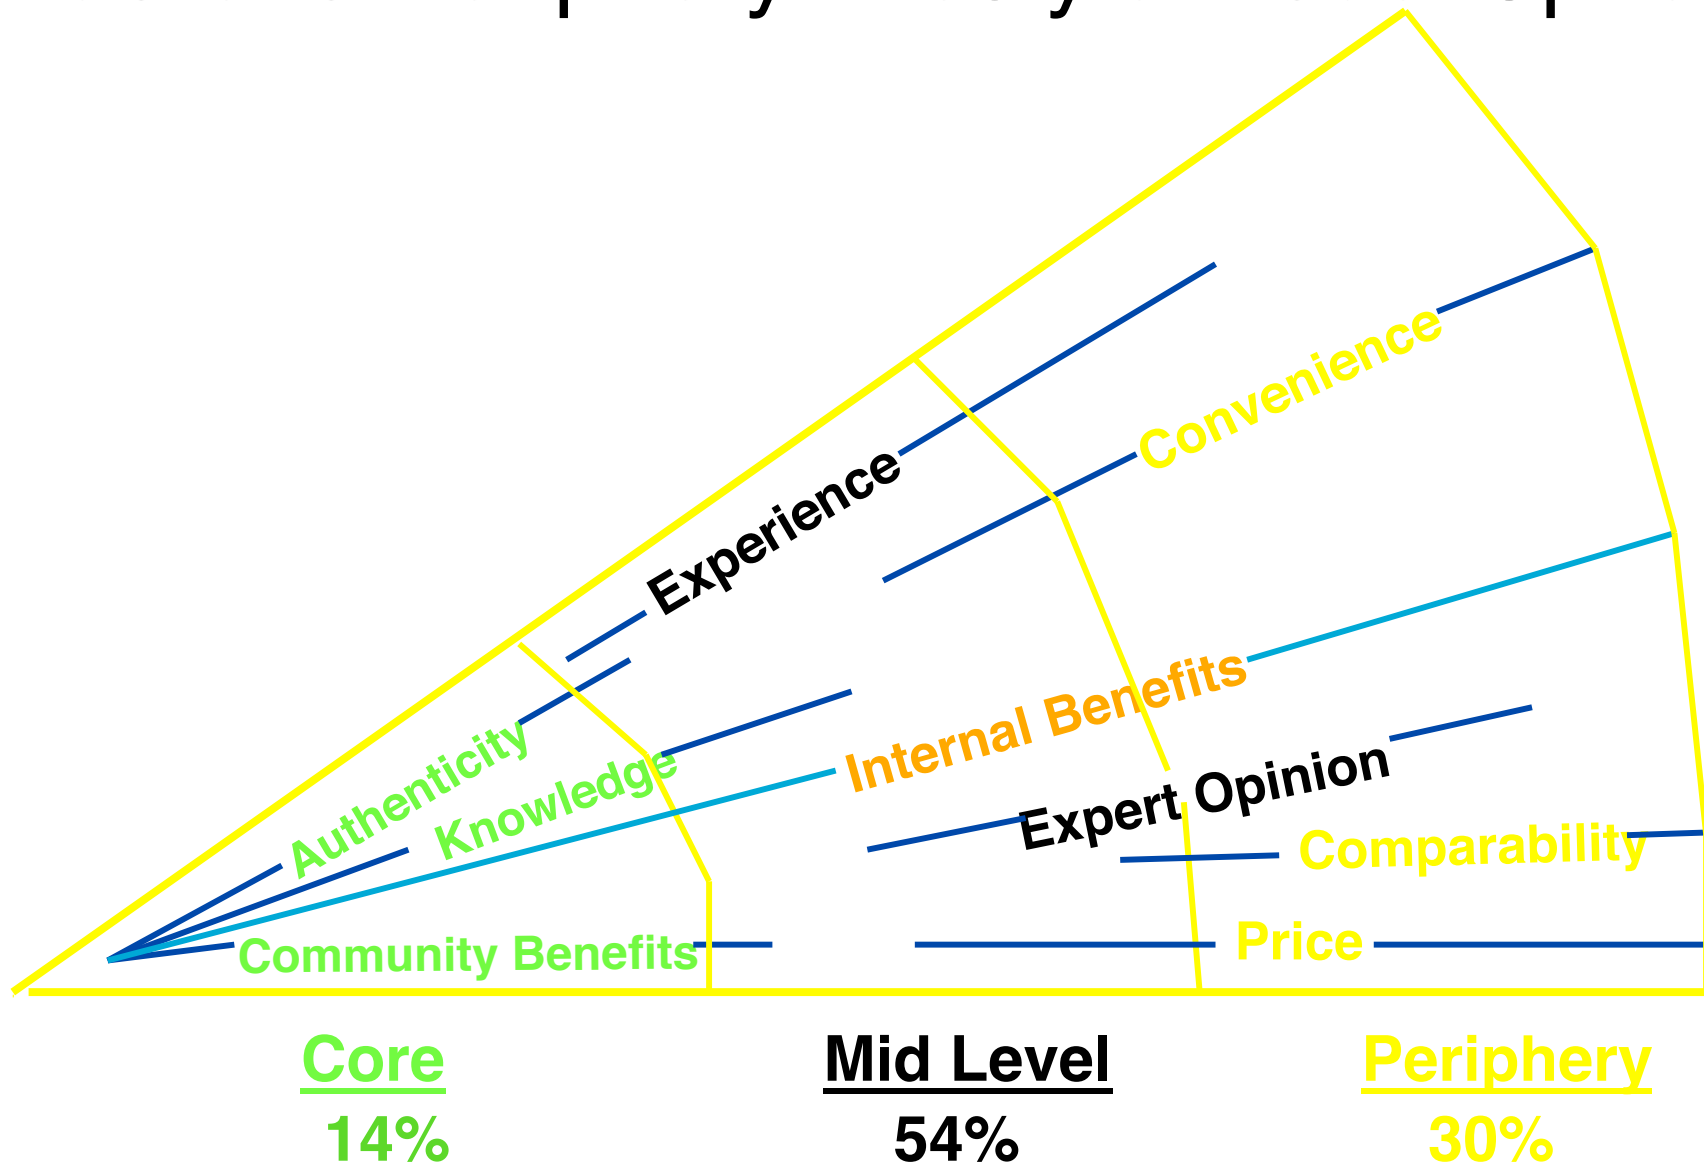 Experience
Convenience
Authenticity
Knowledge
Internal Benefits
Expert Opinion
Comparability
Community Benefits
Price
Core
Mid Level
Periphery
14%
54%
30%